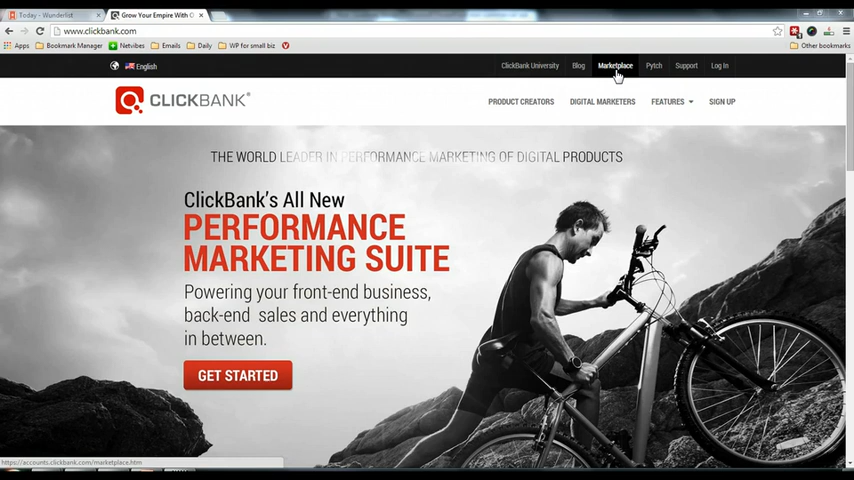 Today - Wunderlist
Grow Your Empire With C
www.clickbank.com
Apps Bookmark Manager Netvibes Emails Daily WP for small biz Other bookmarks
English ClickBank University Blog Marketplace Pytch Support Log In
CLICKBANK®
PRODUCT CREATORS DIGITAL MARKETERS FEATURES SIGN UP
THE WORLD LEADER IN PERFORMANCE MARKETING OF DIGITAL PRODUCTS
ClickBank's All New
PERFORMANCE
MARKETING SUITE
Powering your front-end business,
back-end sales and everything
in between.
GET STARTED
https://accounts.clickbank.com/marketplace.htm